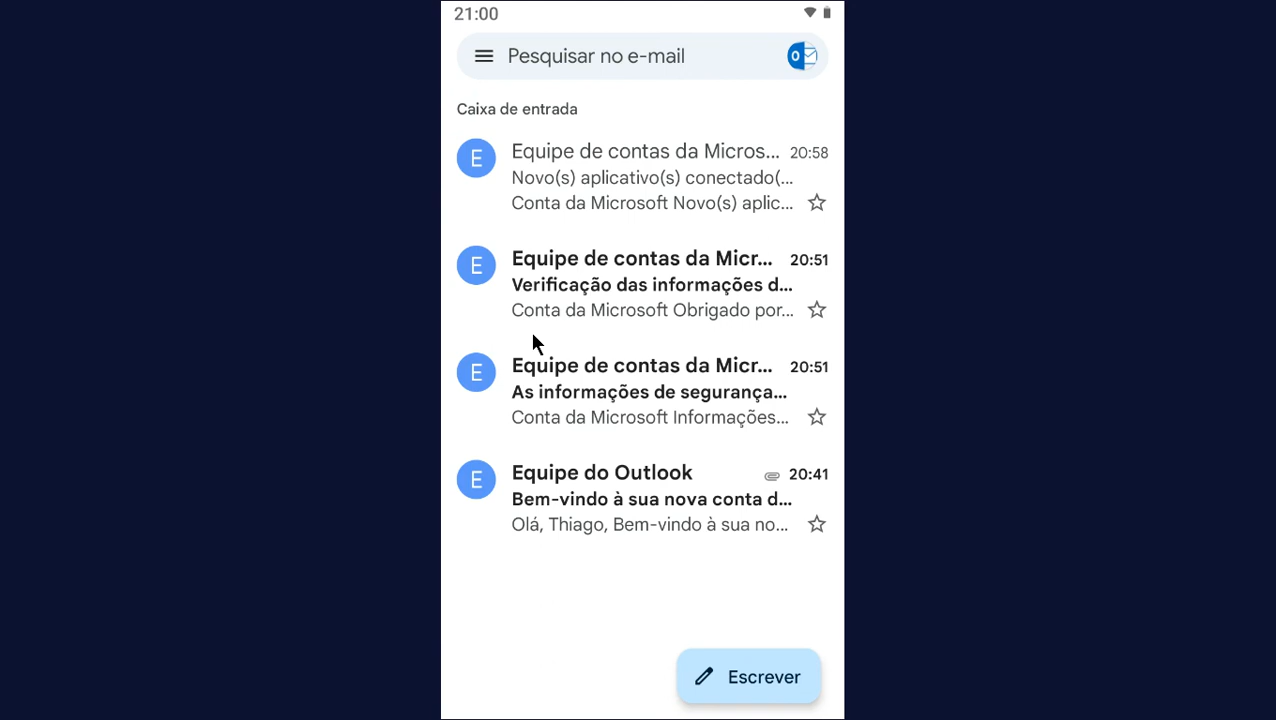 21:00
Pesquisar no e-mail
Caixa de entrada
E
Equipe de contas da Micros... 20:58
Novo(s) aplicativo(s) conectado(...
Conta da Microsoft Novo(s) aplic...
E
Equipe de contas da Micr... 20:51
Verificação das informações d...
Conta da Microsoft Obrigado por...
E
Equipe de contas da Micr... 20:51
As informações de segurança...
Conta da Microsoft Informações...
E
Equipe do Outlook 20:41
Bem-vindo à sua nova conta d...
Olá, Thiago, Bem-vindo à sua no...
Escrever